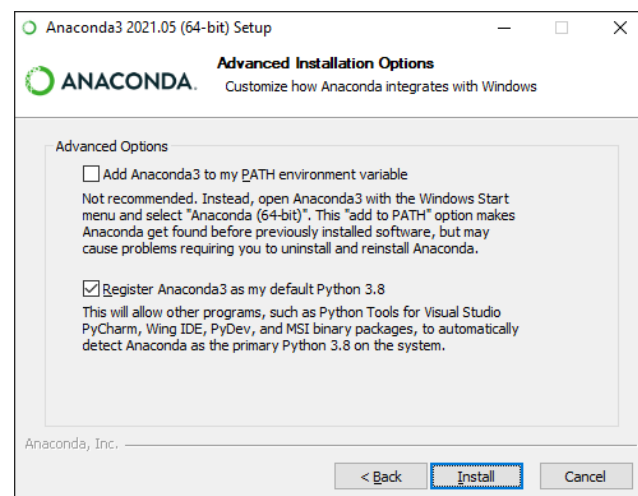 Anaconda3 2021.05 (64-bit) Setup
ANACONDA.
Advanced Installation Options
Customize how Anaconda integrates with Windows
Advanced Options
Add Anaconda3 to my PATH environment variable
Not recommended. Instead, open Anaconda3 with the Windows Start
menu and select "Anaconda (64-bit)". This "add to PATH" option makes
Anaconda get found before previously installed software, but may
cause problems requiring you to uninstall and reinstall Anaconda.
Register Anaconda3 as my default Python 3.8
This will allow other programs, such as Python Tools for Visual Studio
PyCharm, Wing IDE, PyDev, and MSI binary packages, to automatically
detect Anaconda as the primary Python 3.8 on the system.
Anaconda, Inc.
< Back Install Cancel